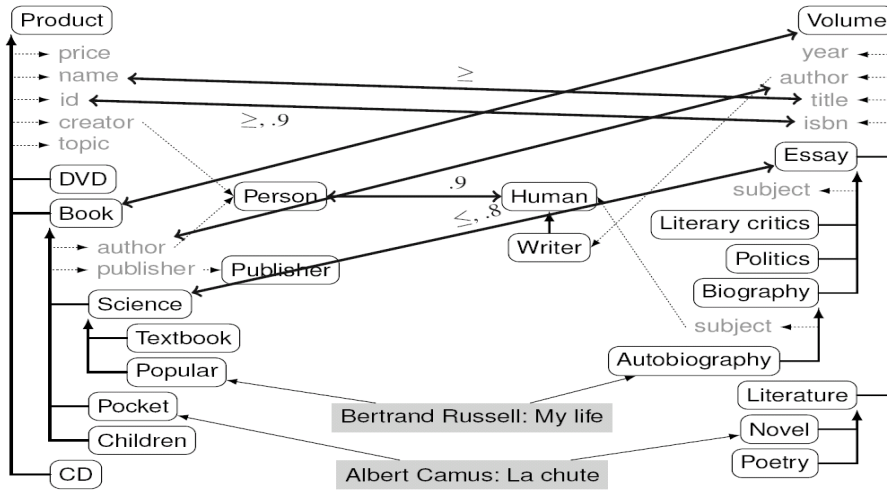 Product
Volume
price
year
name
≥
author
id
title
creator
≥, .9
isbn
topic
Essay
DVD
subject
Book
Person
.9
Human
≤, .8
Literary critics
author
Writer
publisher
Publisher
Politics
Science
Biography
subject
Textbook
Autobiography
Popular
Literature
Pocket
Bertrand Russell: My life
Novel
Children
Poetry
CD
Albert Camus: La chute